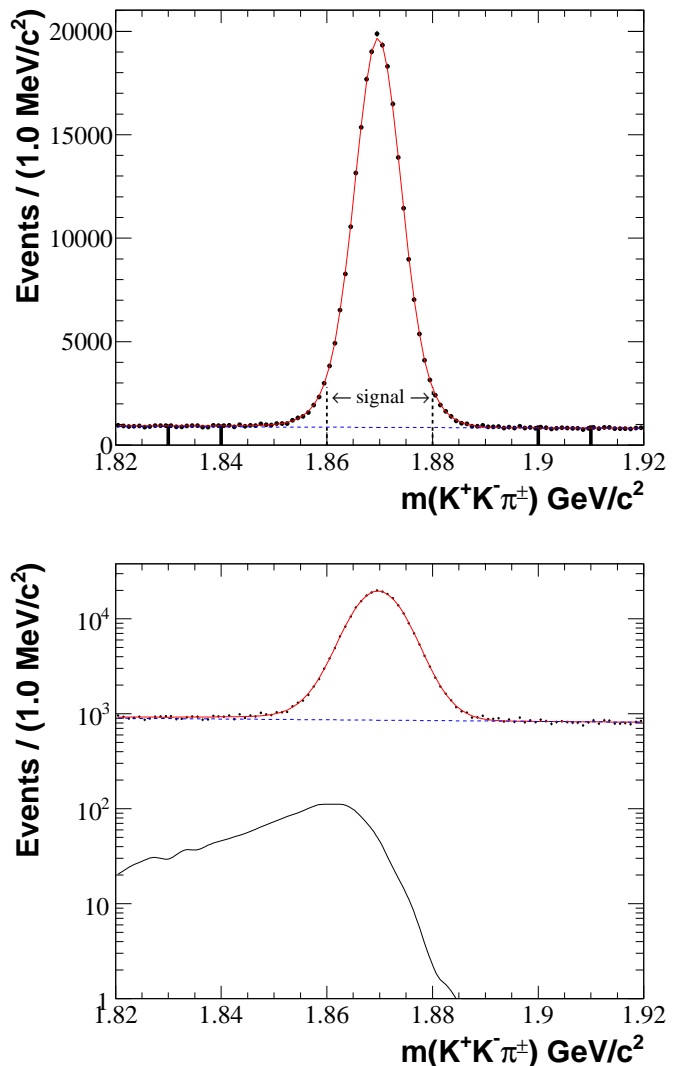 Events / (1.0 MeV/c²)
20000
15000
10000
5000
0
← signal →
1.82 1.84 1.86 1.88 1.9 1.92
m(K⁺K⁻π±) GeV/c²
Events / (1.0 MeV/c²)
10⁴
10³
10²
10
1
1.82 1.84 1.86 1.88 1.9 1.92
m(K⁺K⁻π±) GeV/c²